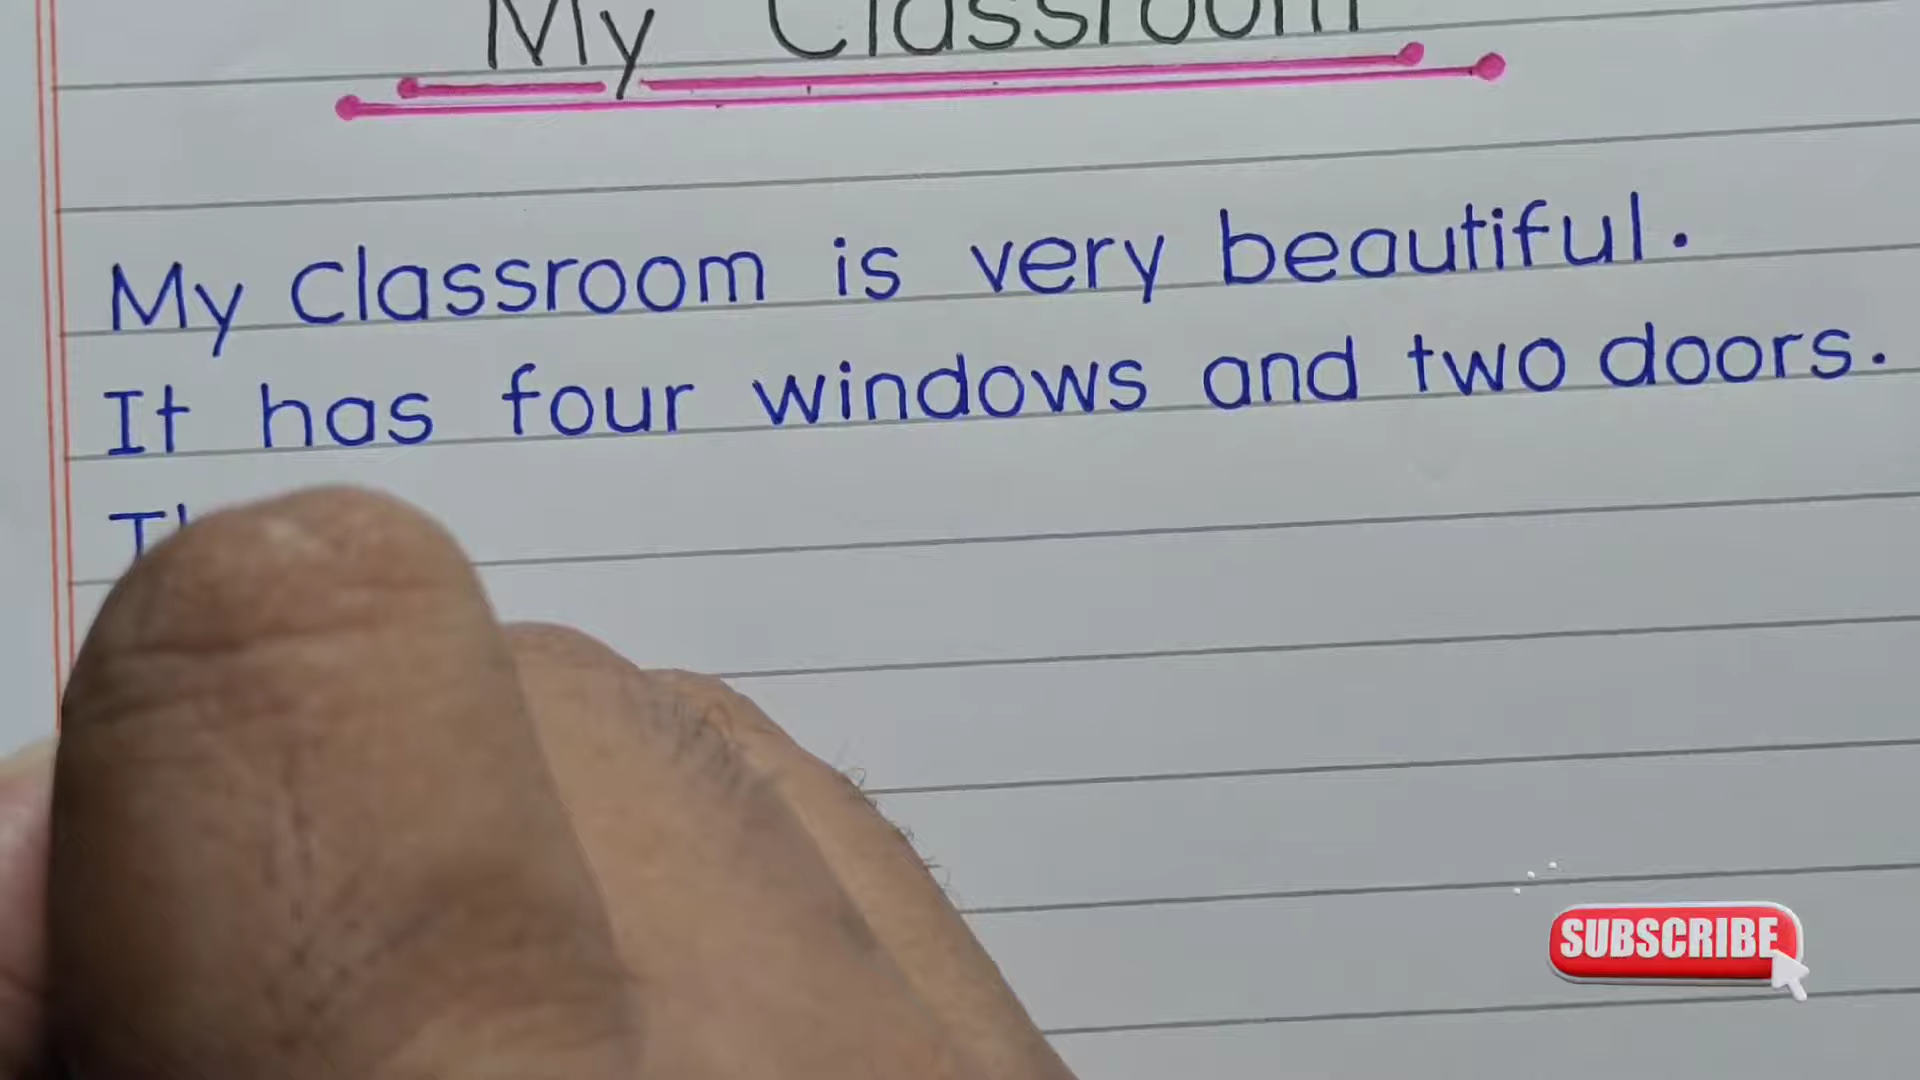 My Classroom
My classroom is very beautiful.
It has four windows and two doors.
SUBSCRIBE